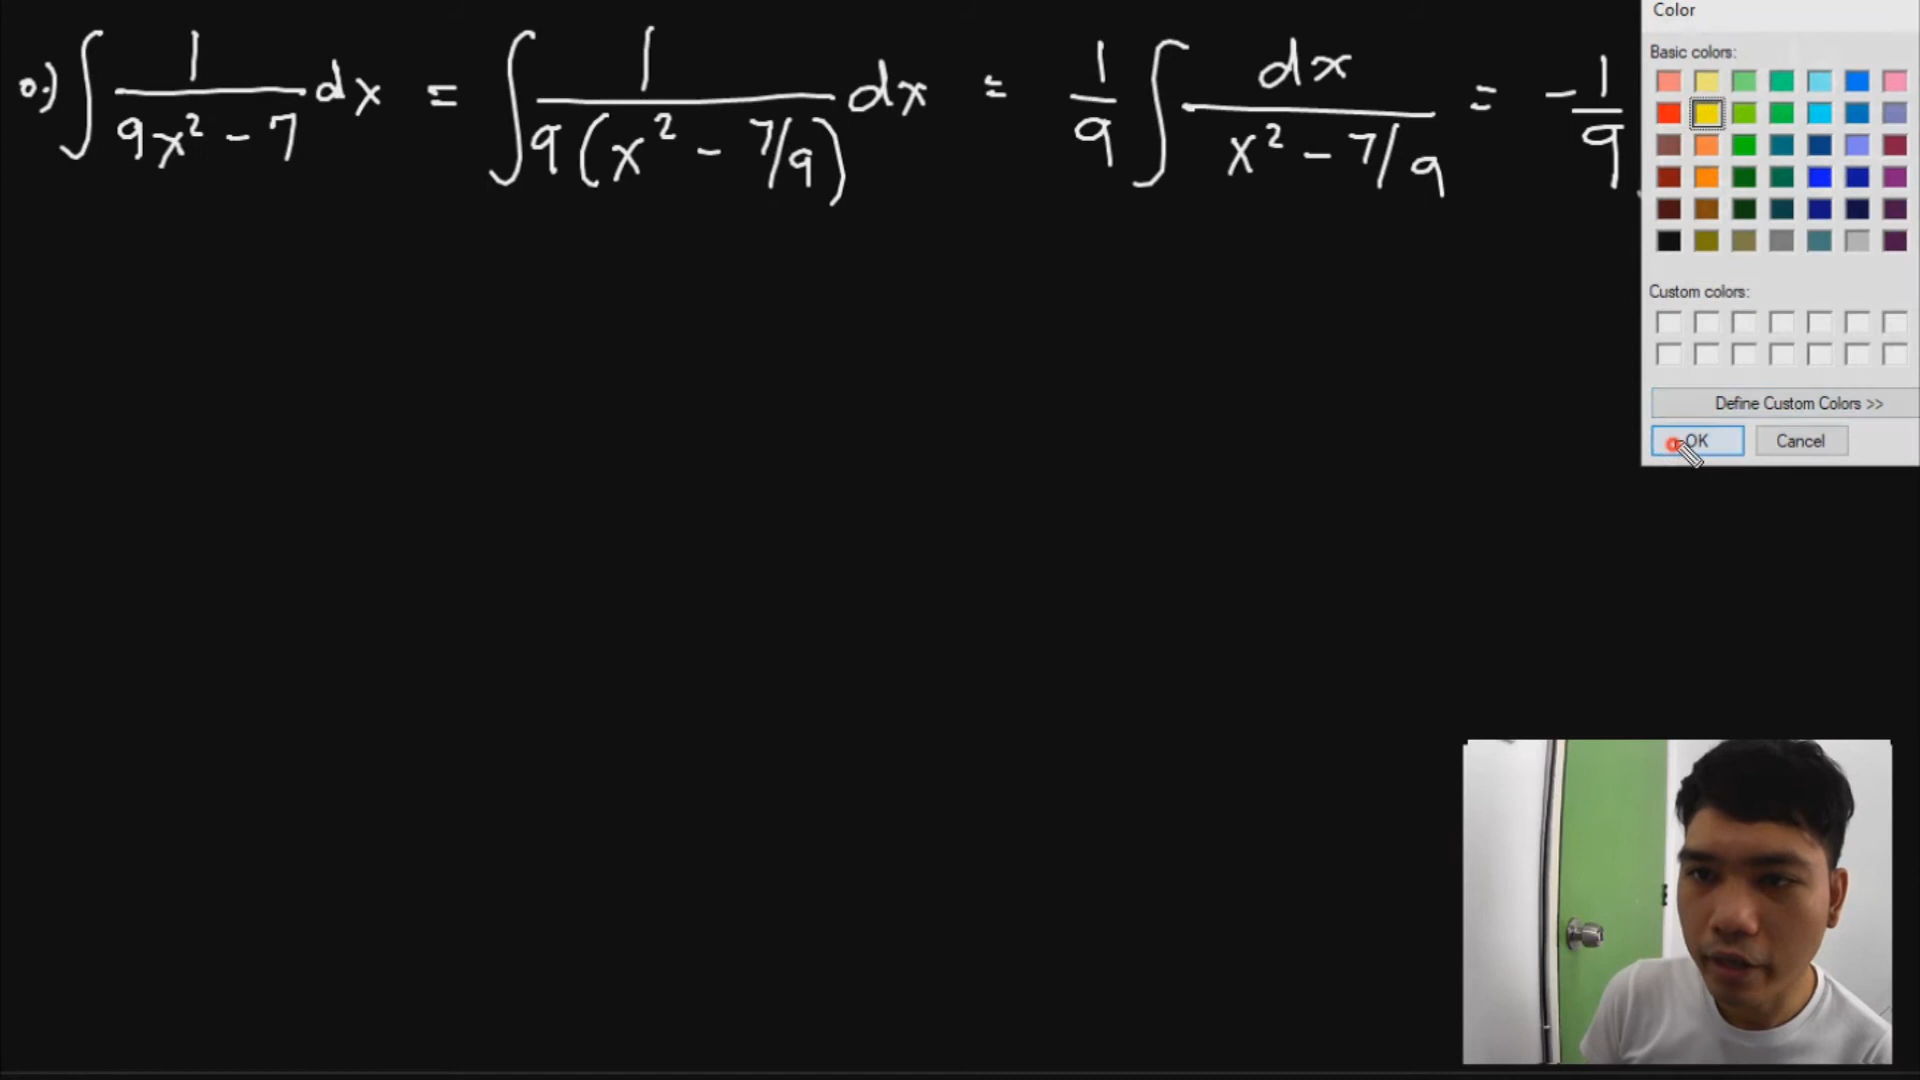 o.) ∫ 1/(9x² - 7) dx = ∫ 1/(9(x² - 7/9)) dx = 1/9 ∫ dx/(x² - 7/9) = -1/9
Color
Basic colors:
Custom colors:
Define Custom Colors >>
OK Cancel